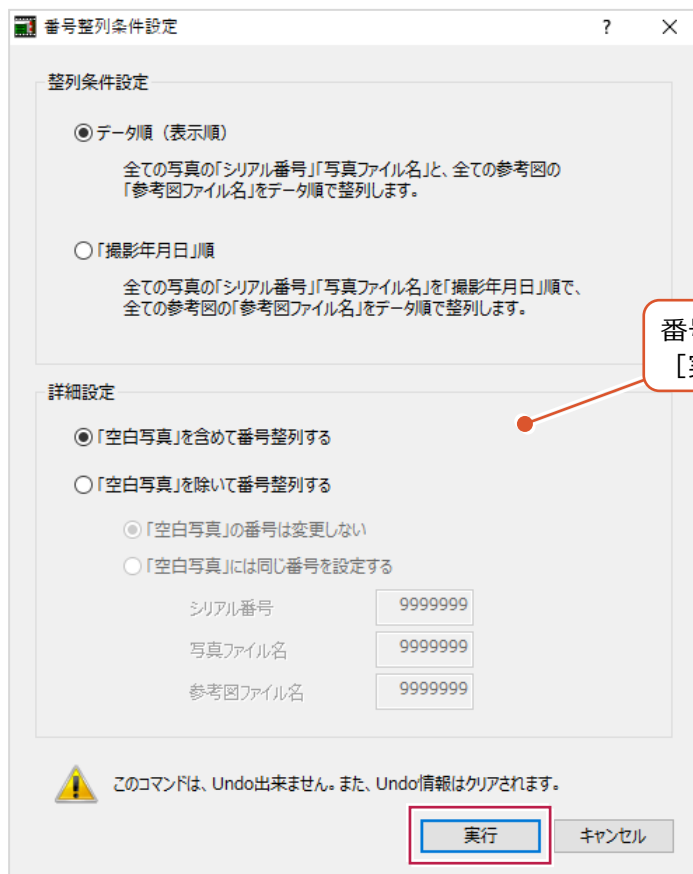 番号整列条件設定
整列条件設定
データ順（表示順）
全ての写真の「シリアル番号」「写真ファイル名」と、全ての参考図の
「参考図ファイル名」をデータ順で整列します。
「撮影年月日」順
全ての写真の「シリアル番号」「写真ファイル名」を「撮影年月日」順で、
全ての参考図の「参考図ファイル名」をデータ順で整列します。
番
詳細設定
「空白写真」を含めて番号整列する
「空白写真」を除いて番号整列する
「空白写真」の番号は変更しない
「空白写真」には同じ番号を設定する
シリアル番号 9999999
写真ファイル名 9999999
参考図ファイル名 9999999
このコマンドは、Undo出来ません。また、Undo情報はクリアされます。
実行 キャンセル